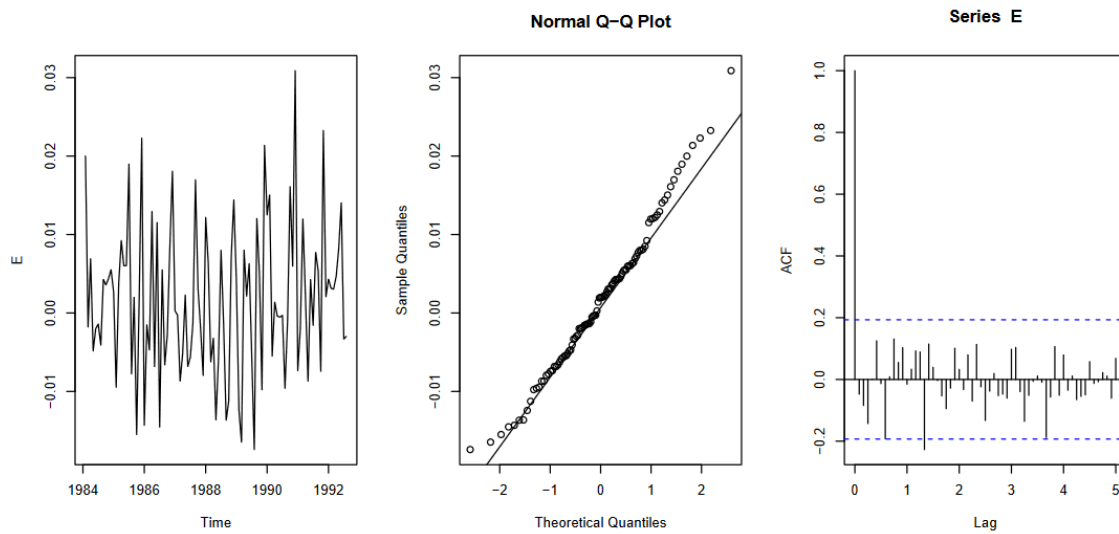 E
0.03
0.02
0.01
0.00
−0.01
1984 1986 1988 1990 1992
Time
Normal Q−Q Plot
Sample Quantiles
0.03
0.02
0.01
0.00
−0.01
−2 −1 0 1 2
Theoretical Quantiles
Series E
ACF
1.0
0.8
0.6
0.4
0.2
0.0
−0.2
0 1 2 3 4 5
Lag